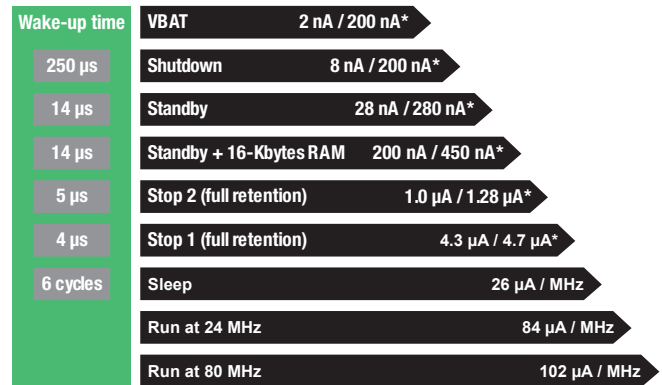 Wake-up time VBAT 2 nA / 200 nA*
250 µs Shutdown 8 nA / 200 nA*
14 µs Standby 28 nA / 280 nA*
14 µs Standby + 16-Kbytes RAM 200 nA / 450 nA*
5 µs Stop 2 (full retention) 1.0 µA / 1.28 µA*
4 µs Stop 1 (full retention) 4.3 µA / 4.7 µA*
6 cycles Sleep 26 µA / MHz
Run at 24 MHz 84 µA / MHz
Run at 80 MHz 102 µA / MHz